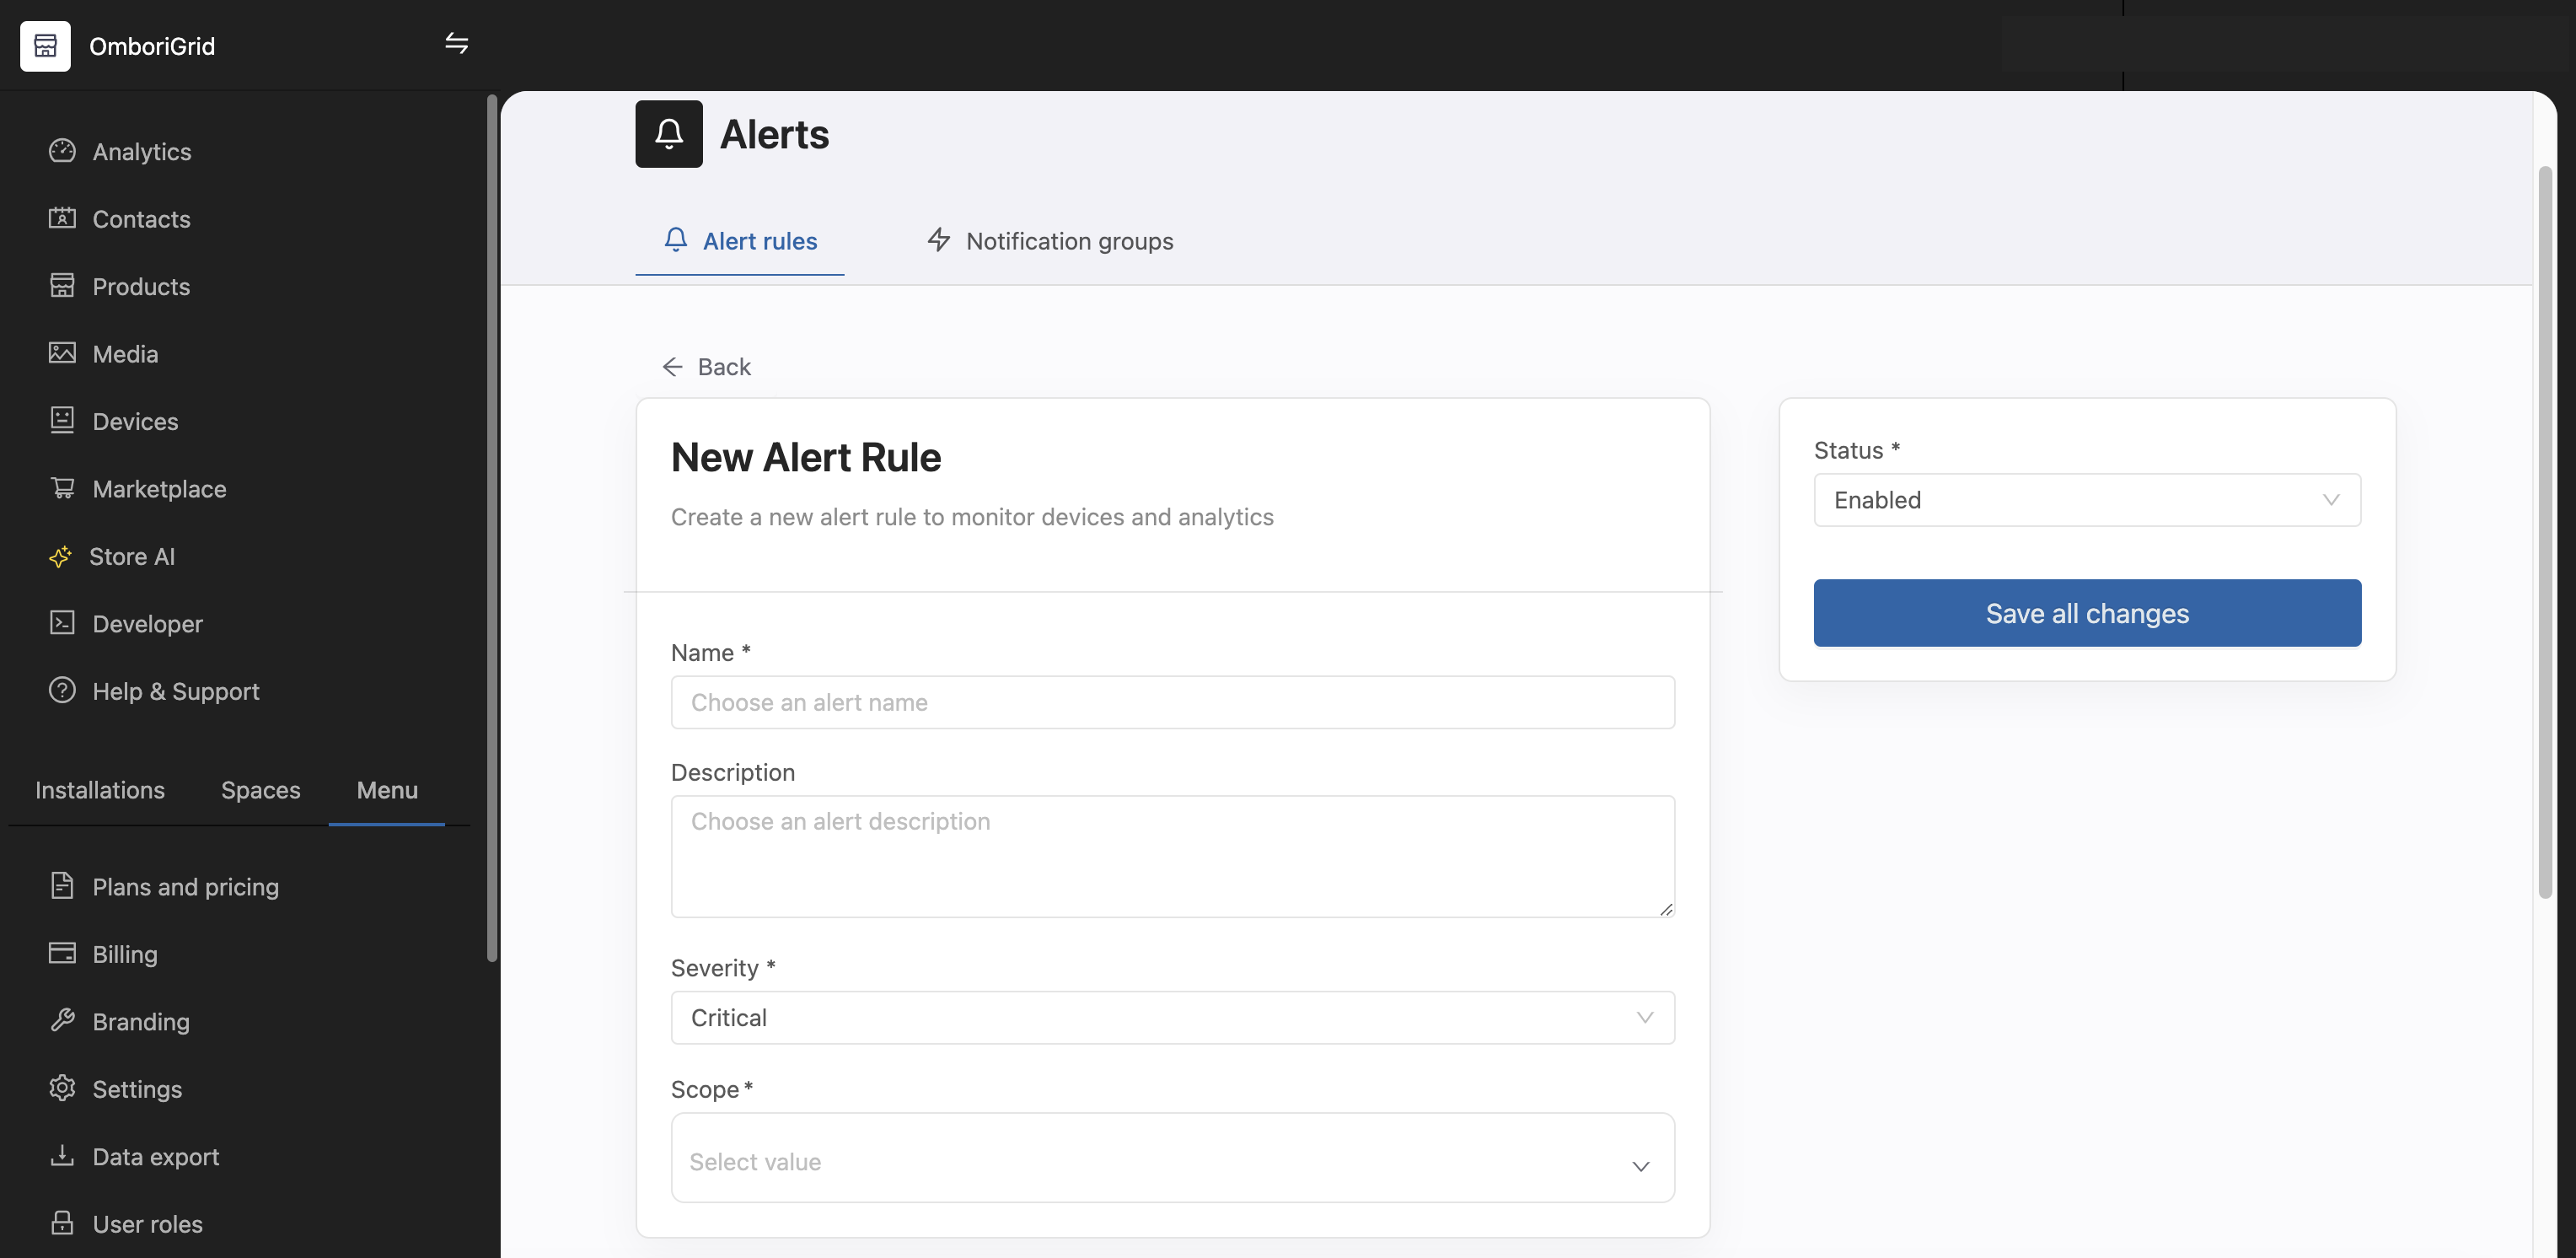 OmboriGrid
Analytics
Contacts
Products
Media
Devices
Marketplace
Store AI
Developer
Help & Support
Installations Spaces Menu
Plans and pricing
Billing
Branding
Settings
Data export
User roles
Alerts
Alert rules Notification groups
Back
New Alert Rule
Create a new alert rule to monitor devices and analytics
Name *
Choose an alert name
Description
Choose an alert description
Severity *
Critical
Scope *
Select value
Status *
Enabled
Save all changes